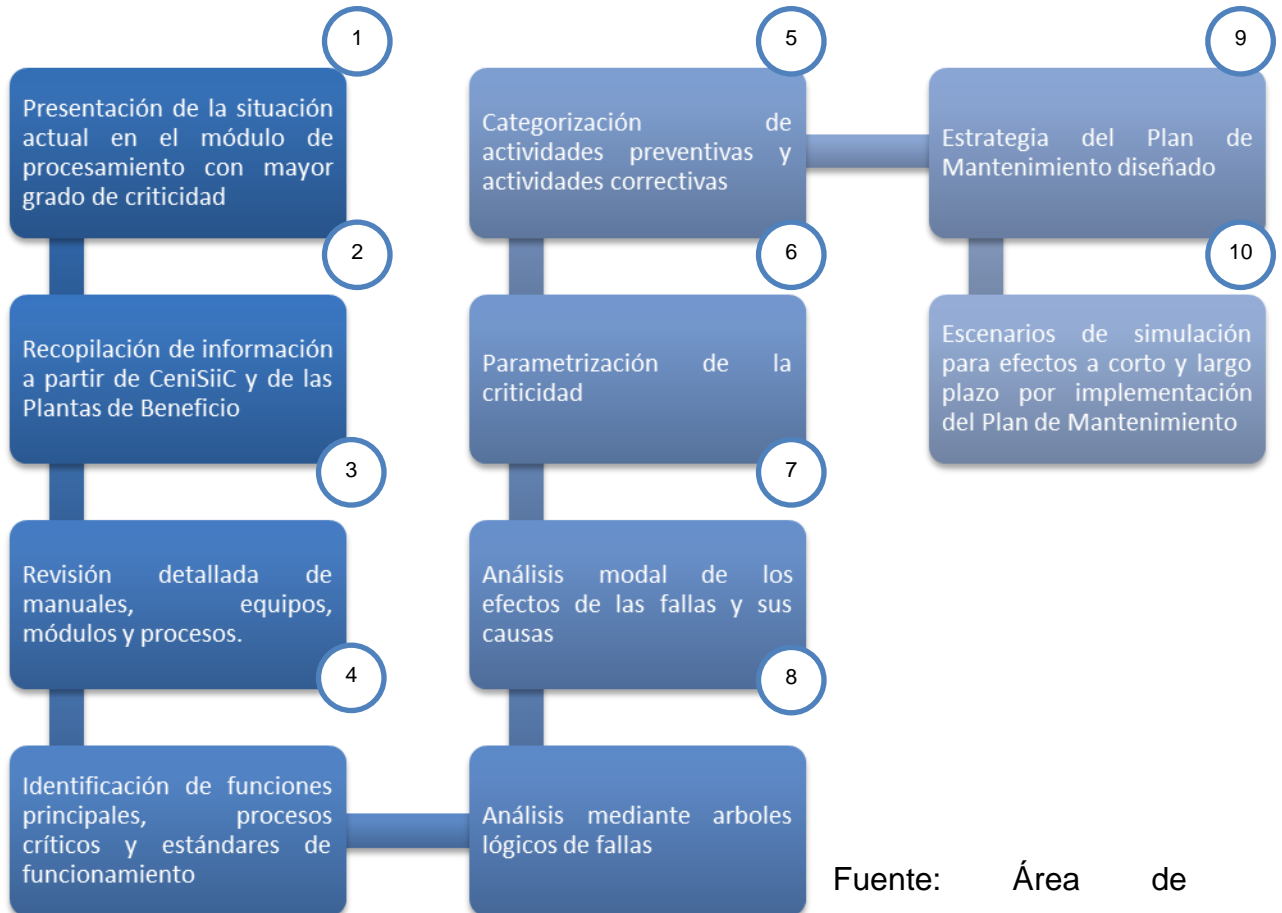 1
Presentación de la situación
actual en el módulo de
procesamiento con mayor
grado de criticidad
2
Recopilación de información
a partir de CeniSiiC y de las
Plantas de Beneficio
3
Revisión detallada de
manuales, equipos,
módulos y procesos.
4
Identificación de funciones
principales, procesos
críticos y estándares de
funcionamiento
5
Categorización de
actividades preventivas y
actividades correctivas
6
Parametrización de la
criticidad
7
Análisis modal de los
efectos de las fallas y sus
causas
8
Análisis mediante arboles
lógicos de fallas
9
Estrategia del Plan de
Mantenimiento diseñado
10
Escenarios de simulación
para efectos a corto y largo
plazo por implementación
del Plan de Mantenimiento
Fuente: Área de